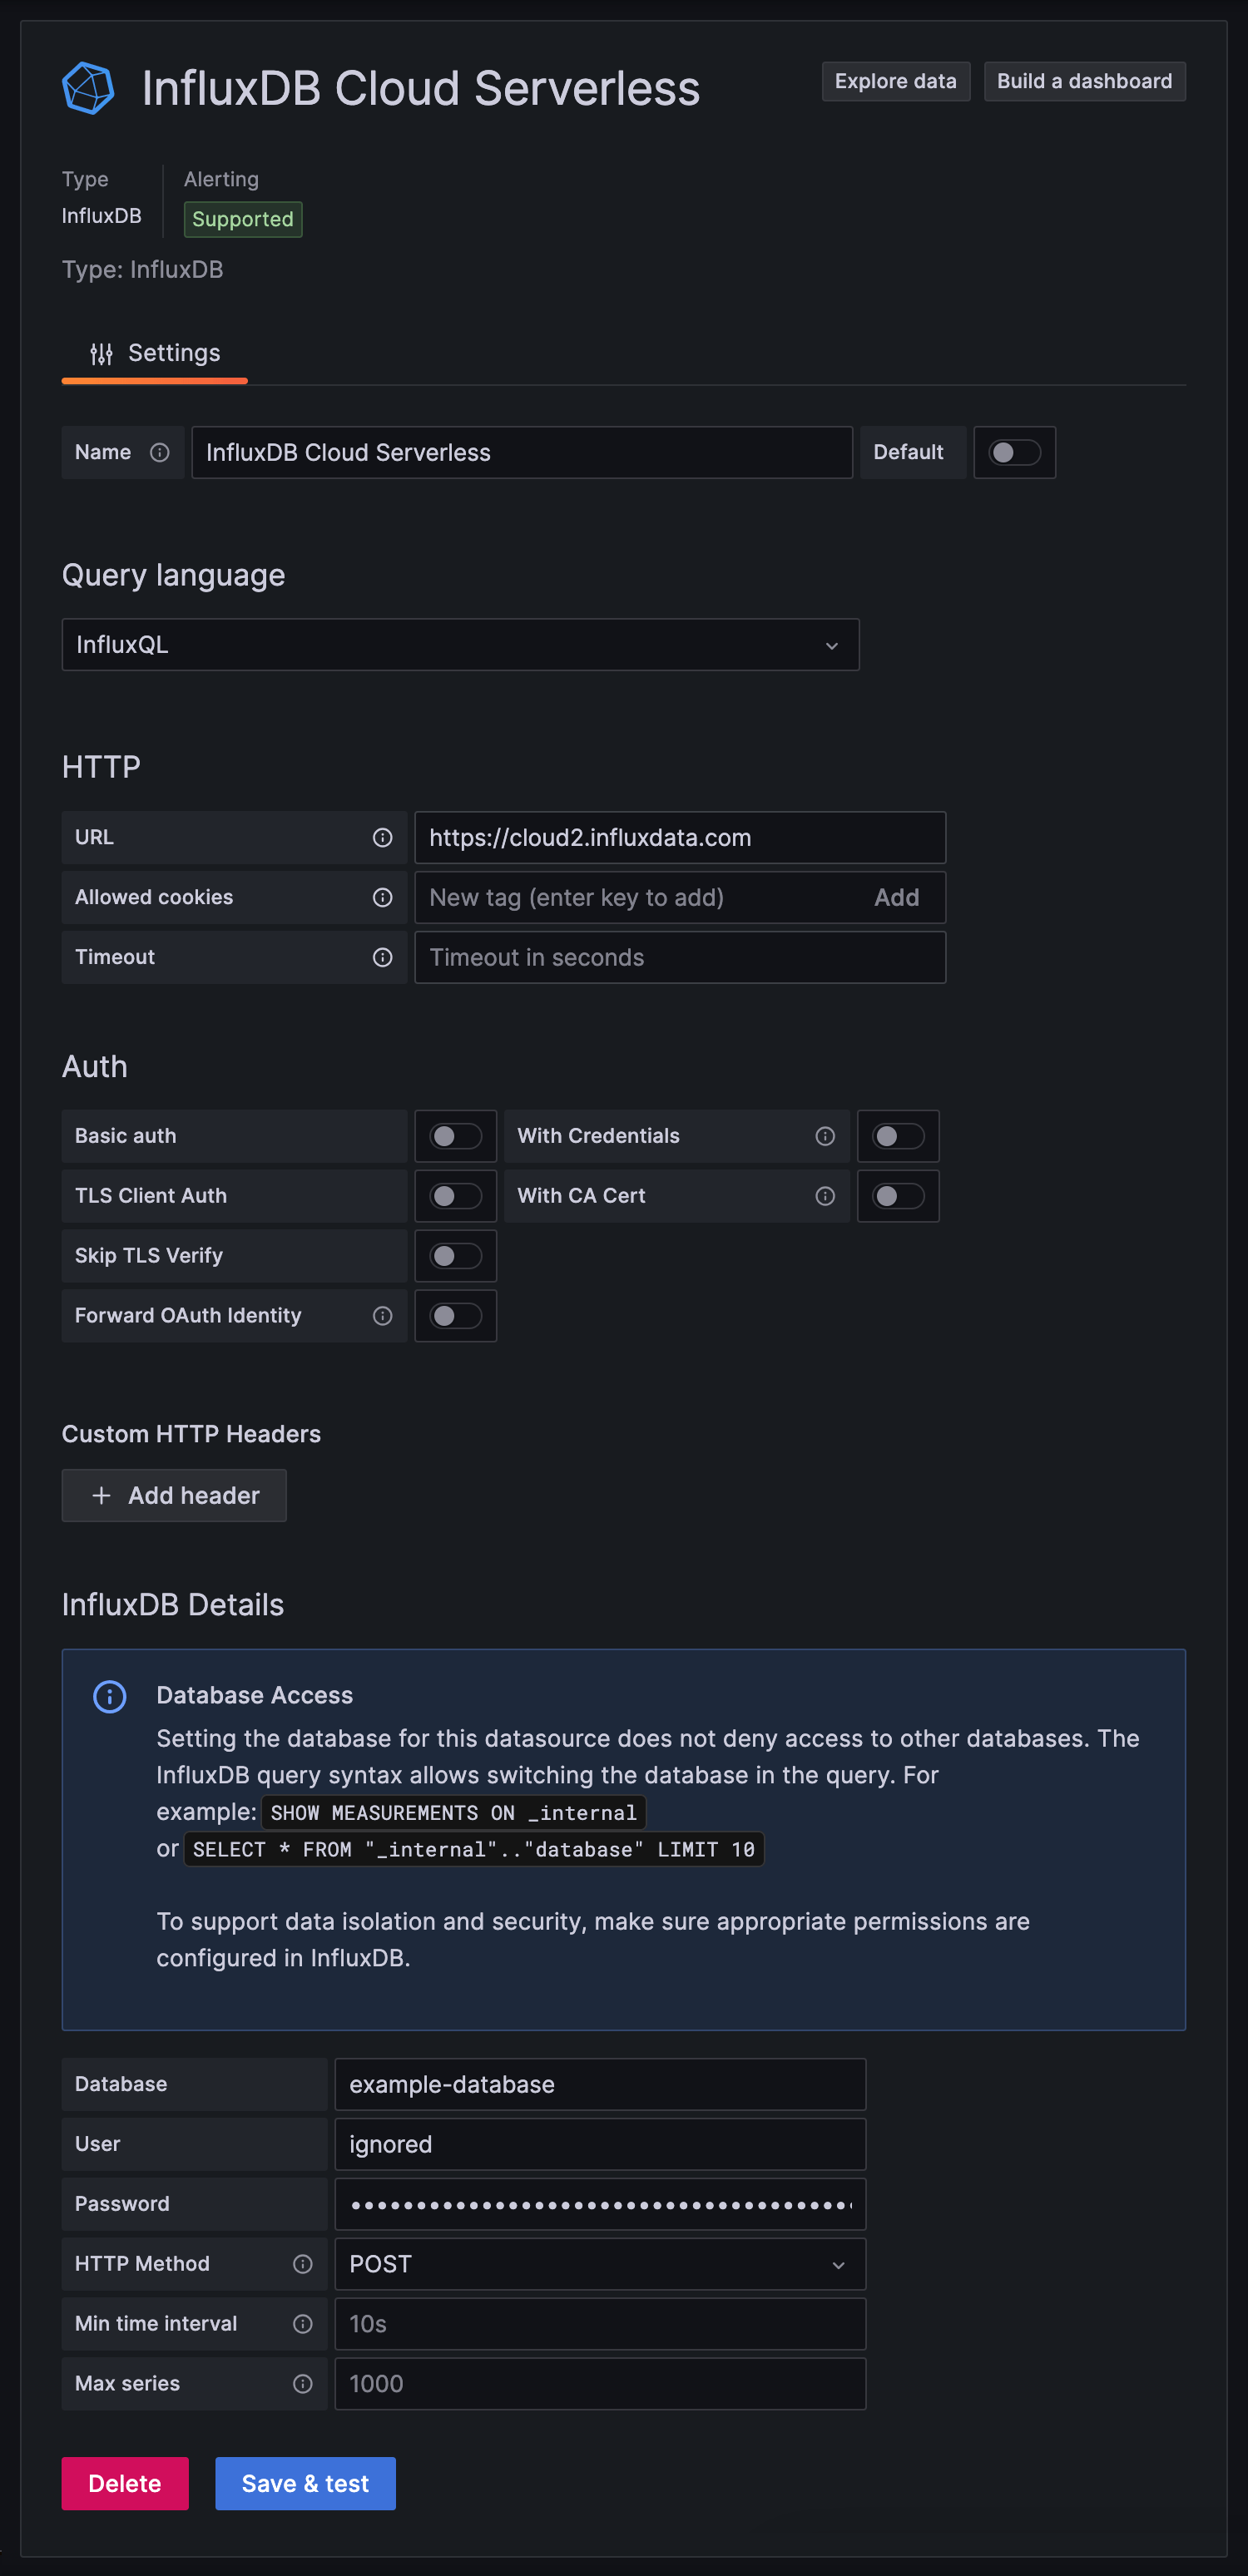 InfluxDB Cloud Serverless
Explore data
Build a dashboard
Type
Alerting
InfluxDB
Supported
Type: InfluxDB
Settings
Name
InfluxDB Cloud Serverless
Default
Query language
InfluxQL
HTTP
URL
https://cloud2.influxdata.com
Allowed cookies
New tag (enter key to add)
Add
Timeout
Timeout in seconds
Auth
Basic auth
With Credentials
TLS Client Auth
With CA Cert
Skip TLS Verify
Forward OAuth Identity
Custom HTTP Headers
Add header
InfluxDB Details
Database Access
Setting the database for this datasource does not deny access to other databases. The
InfluxDB query syntax allows switching the database in the query. For
example: SHOW MEASUREMENTS ON _internal
or SELECT * FROM "_internal".."database" LIMIT 10
To support data isolation and security, make sure appropriate permissions are
configured in InfluxDB.
Database
example-database
User
ignored
Password
HTTP Method
POST
Min time interval
10s
Max series
1000
Delete
Save & test